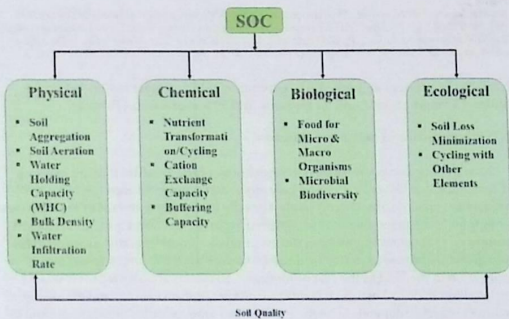 SOC
Physical
▪ Soil
Aggregation
▪ Soil Aeration
▪ Water
Holding
Capacity
(WHC)
▪ Bulk Density
▪ Water
Infiltration
Rate
Chemical
▪ Nutrient
Transformati
on/Cycling
▪ Cation
Exchange
Capacity
▪ Buffering
Capacity
Biological
▪ Food for
Micro &
Macro
Organisms
▪ Microbial
Biodiversity
Ecological
▪ Soil Loss
Minimization
▪ Cycling with
Other
Elements
Soil Quality